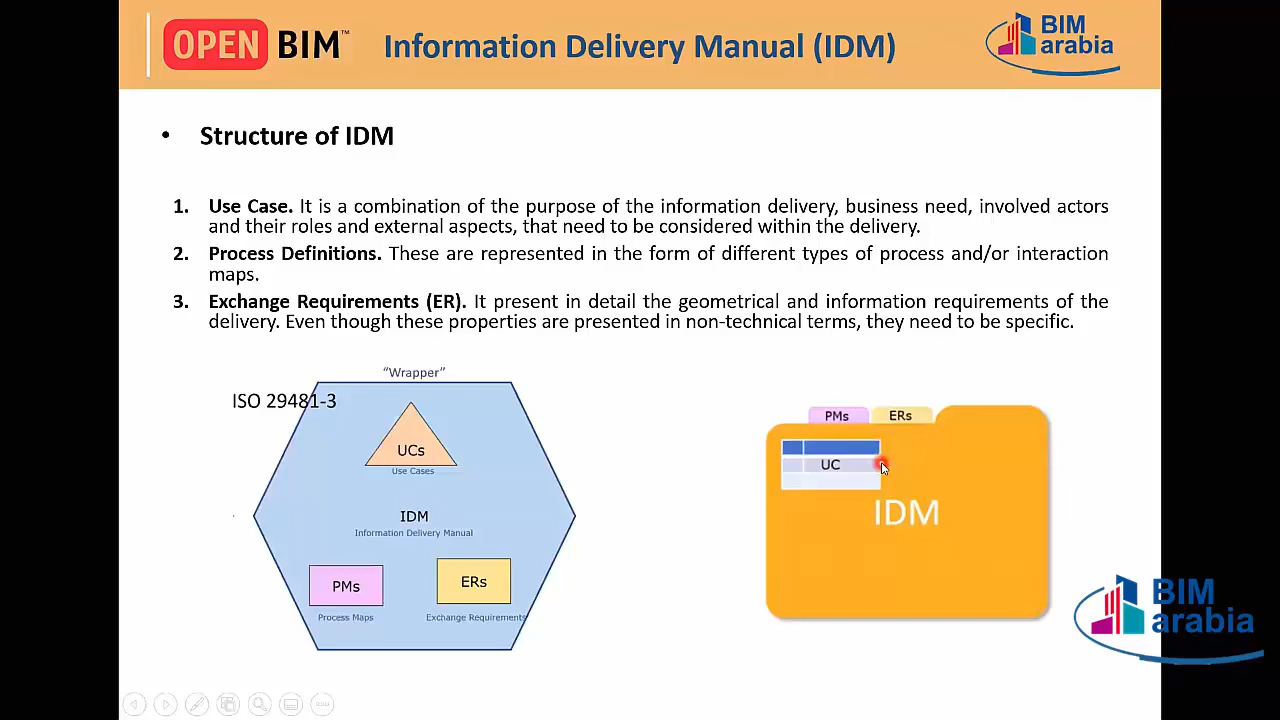 OPEN BIM™
Information Delivery Manual (IDM)
BIM
arabia
• Structure of IDM
1. Use Case. It is a combination of the purpose of the information delivery, business need, involved actors
and their roles and external aspects, that need to be considered within the delivery.
2. Process Definitions. These are represented in the form of different types of process and/or interaction
maps.
3. Exchange Requirements (ER). It present in detail the geometrical and information requirements of the
delivery. Even though these properties are presented in non-technical terms, they need to be specific.
“Wrapper”
ISO 29481-3
UCs
Use Cases
IDM
Information Delivery Manual
PMs
Process Maps
ERs
Exchange Requirements
PMs
ERs
UC
IDM
BIM
arabia